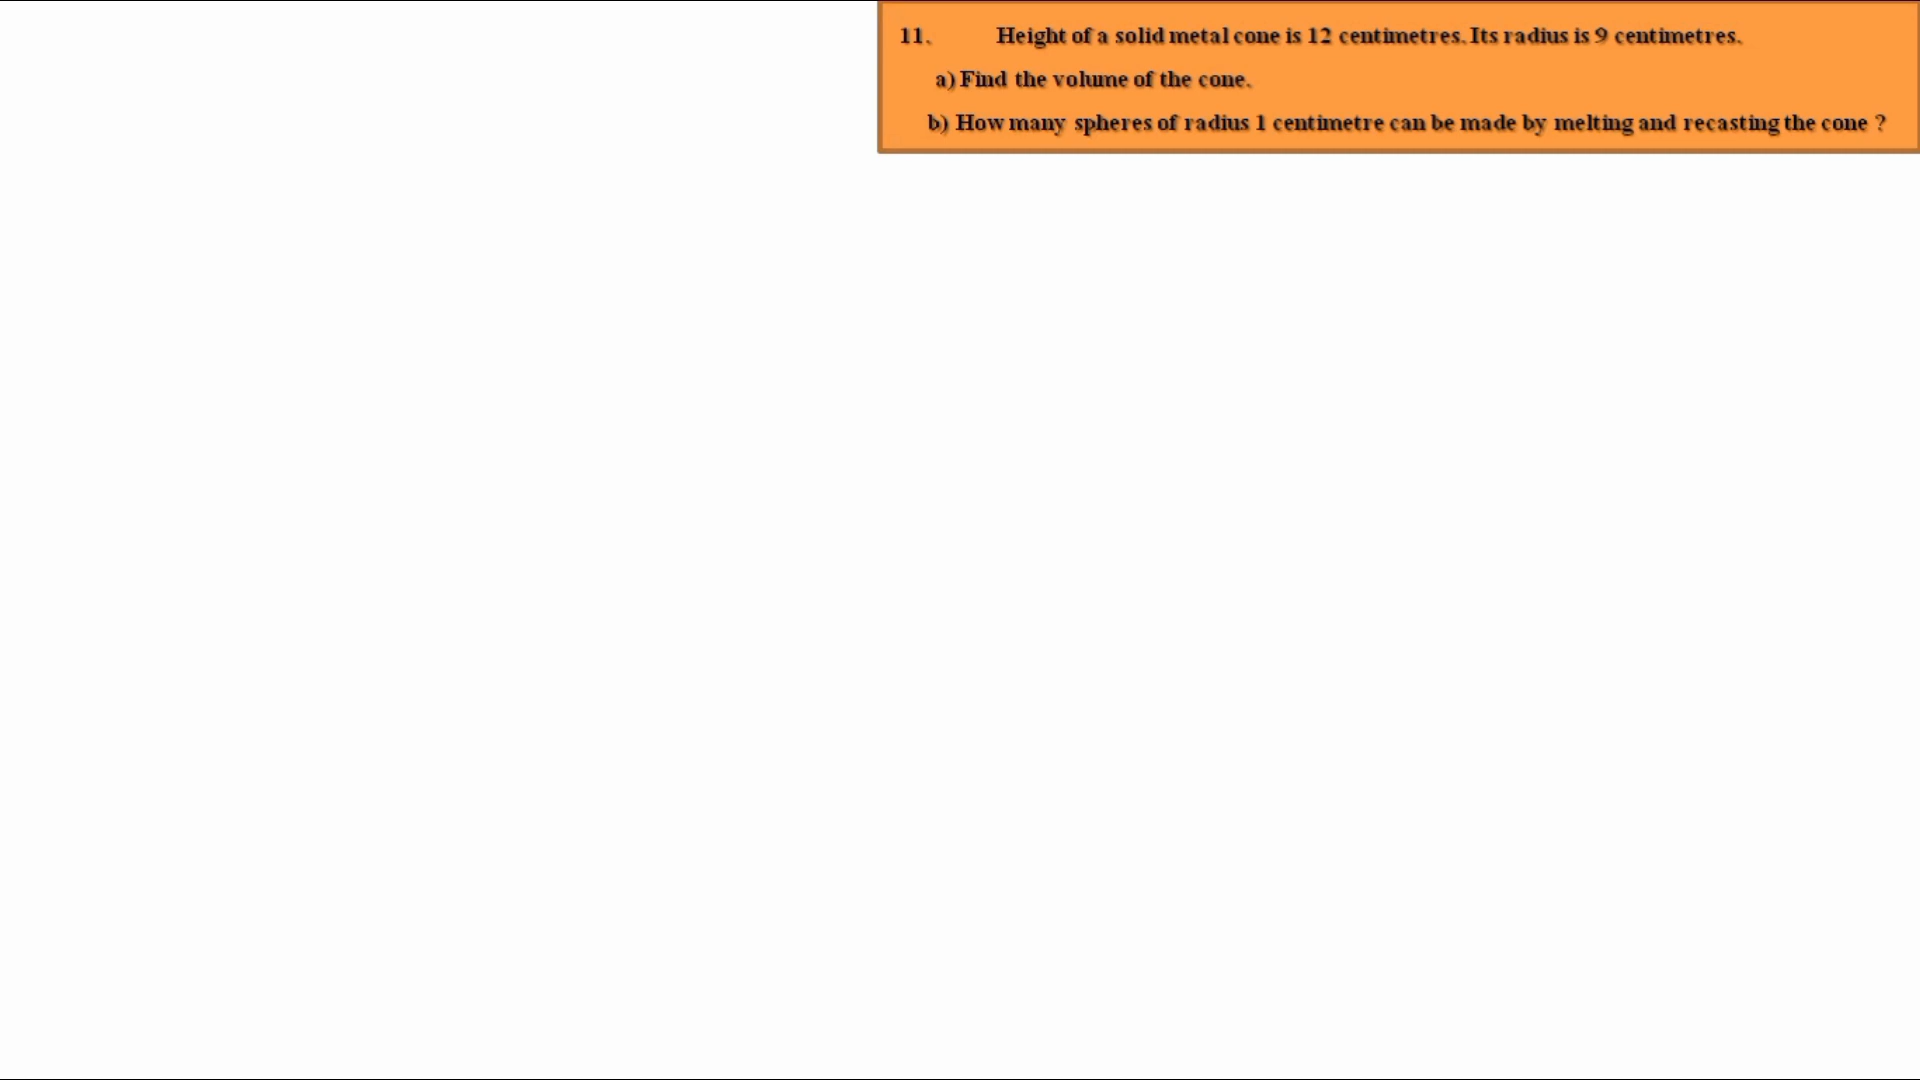 11. Height of a solid metal cone is 12 centimetres. Its radius is 9 centimetres.
a) Find the volume of the cone.
b) How many spheres of radius 1 centimetre can be made by melting and recasting the cone ?